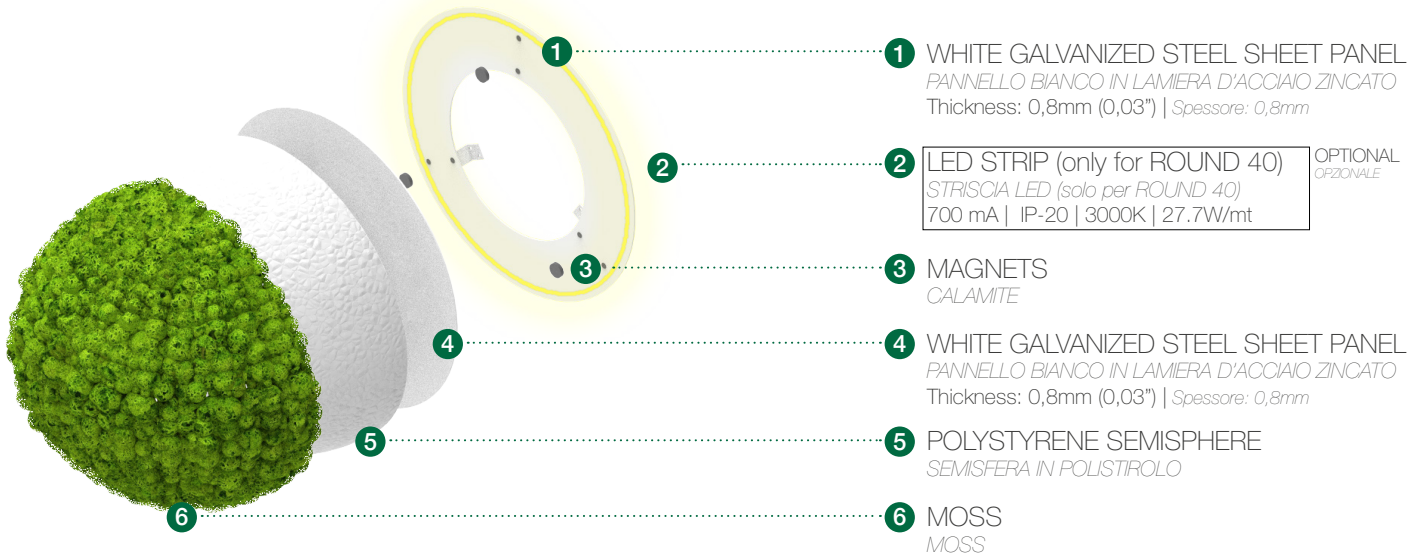 1 1 WHITE GALVANIZED STEEL SHEET PANEL
PANNELLO BIANCO IN LAMIERA D'ACCIAIO ZINCATO
Thickness: 0,8mm (0,03”) | Spessore: 0,8mm
2 2 LED STRIP (only for ROUND 40) OPTIONAL
STRISCIA LED (solo per ROUND 40) OPZIONALE
700 mA | IP-20 | 3000K | 27.7W/mt
3 3 MAGNETS
CALAMITE
4 4 WHITE GALVANIZED STEEL SHEET PANEL
PANNELLO BIANCO IN LAMIERA D'ACCIAIO ZINCATO
Thickness: 0,8mm (0,03”) | Spessore: 0,8mm
5 5 POLYSTYRENE SEMISPHERE
SEMISFERA IN POLISTIROLO
6 6 MOSS
MOSS